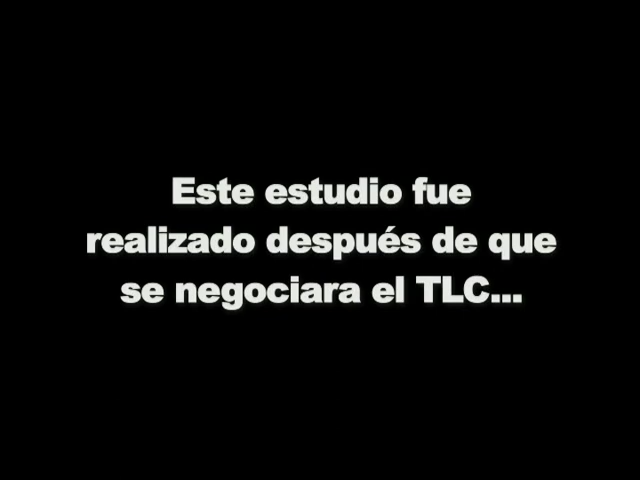 Este estudio fue
realizado después de que
se negociara el TLC...